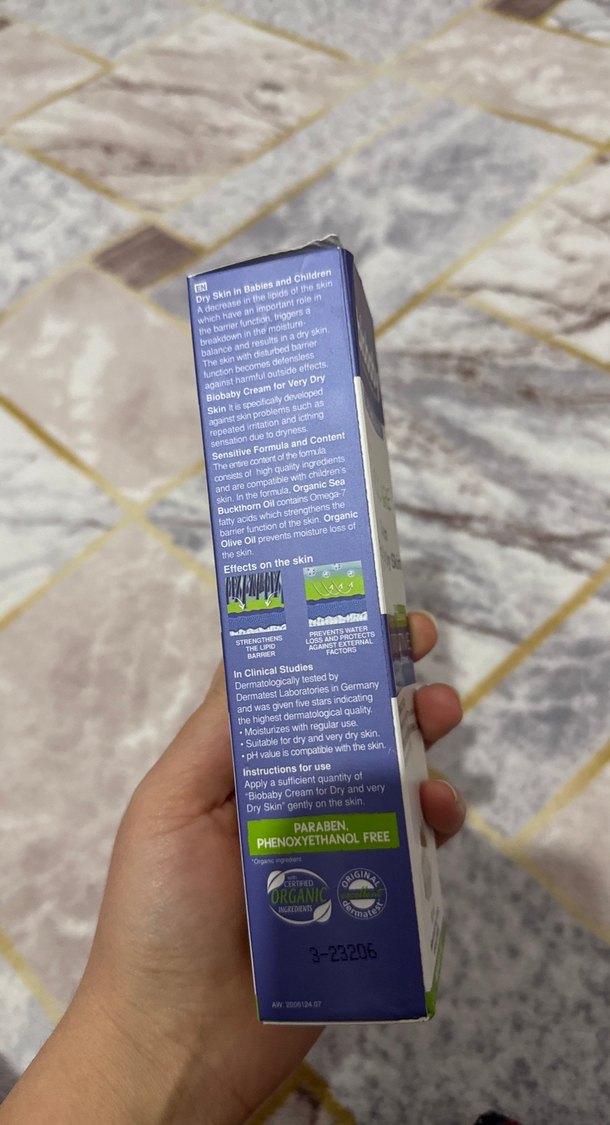 EN
Dry Skin in Babies and Children
A decrease in the lipids of the skin
which have an important role in
the barrier function, triggers a
breakdown in the moisture-
balance and results in a dry skin.
The skin with disturbed barrier
function becomes defensless
against harmful outside effects.
Biobaby Cream for Very Dry
Skin It is specifically developed
against skin problems such as
repeated irritation and icthing
sensation due to dryness.
Sensitive Formula and Content
The entire content of the formula
consists of high quality ingredients
and are compatible with children's
skin. In the formula, Organic Sea
Buckthorn Oil contains Omega-7
fatty acids which strengthens the
barrier function of the skin. Organic
Olive Oil prevents moisture loss of
the skin.
Effects on the skin
STRENGTHENS
THE LIPID
BARRIER
PREVENTS WATER
LOSS AND PROTECTS
AGAINST EXTERNAL
FACTORS
In Clinical Studies
Dermatologically tested by
Dermatest Laboratories in Germany
and was given five stars indicating
the highest dermatological quality.
• Moisturizes with regular use.
• Suitable for dry and very dry skin.
• pH value is compatible with the skin.
Instructions for use
Apply a sufficient quantity of
"Biobaby Cream for Dry and very
Dry Skin" gently on the skin.
PARABEN,
PHENOXYETHANOL FREE
*Organic ingredient
with
CERTIFIED
ORGANIC
INGREDIENTS
ORIGINAL
excellent
dermatest
3-23206
AW: 2006124.07